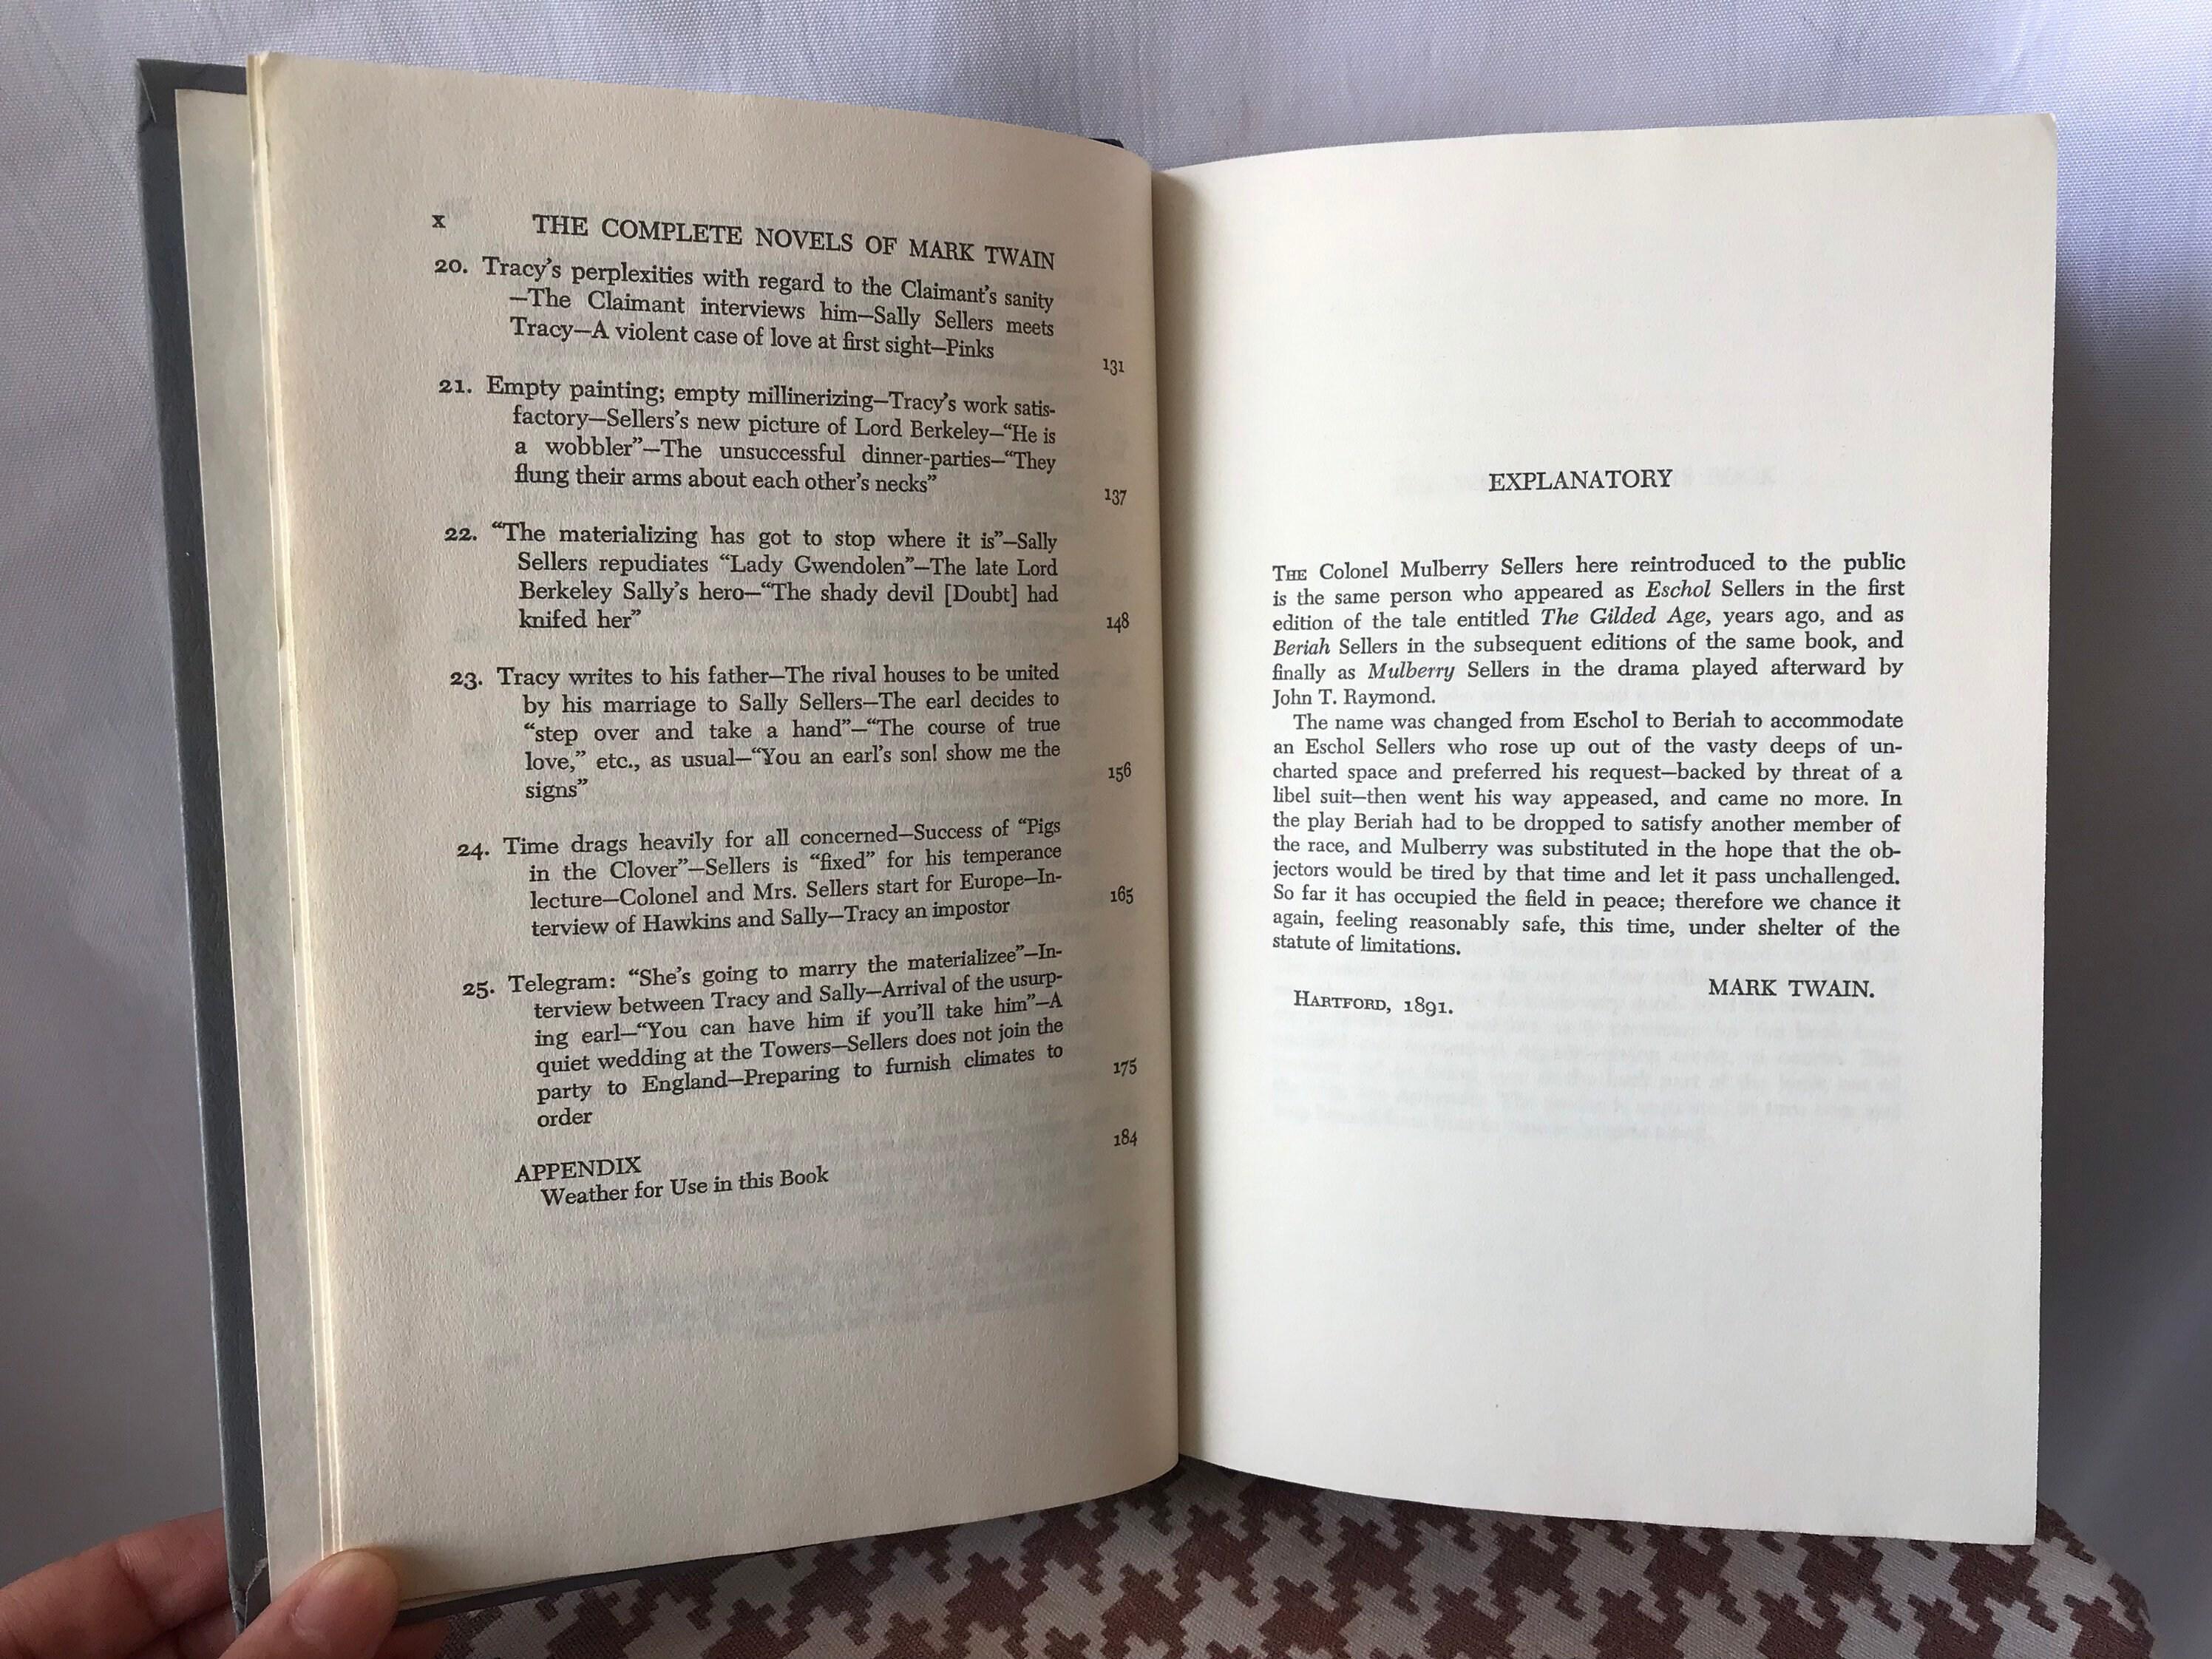 x THE COMPLETE NOVELS OF MARK TWAIN
20. Tracy's perplexities with regard to the Claimant's sanity
—The Claimant interviews him—Sally Sellers meets
Tracy—A violent case of love at first sight—Pinks 131
21. Empty painting; empty millinerizing—Tracy's work satis-
factory—Sellers's new picture of Lord Berkeley—“He is
a wobbler”—The unsuccessful dinner-parties—“They
flung their arms about each other's necks” 137
22. “The materializing has got to stop where it is”—Sally
Sellers repudiates “Lady Gwendolen”—The late Lord
Berkeley Sally's hero—“The shady devil [Doubt] had
knifed her” 148
23. Tracy writes to his father—The rival houses to be united
by his marriage to Sally Sellers—The earl decides to
“step over and take a hand”—“The course of true
love,” etc., as usual—“You an earl's son! show me the
signs” 156
24. Time drags heavily for all concerned—Success of “Pigs
in the Clover”—Sellers is “fixed” for his temperance
lecture—Colonel and Mrs. Sellers start for Europe—In-
terview of Hawkins and Sally—Tracy an impostor 165
25. Telegram: “She's going to marry the materializee”—In-
terview between Tracy and Sally—Arrival of the usurp-
ing earl—“You can have him if you'll take him”—A
quiet wedding at the Towers—Sellers does not join the
party to England—Preparing to furnish climates to
order 175
APPENDIX 184
Weather for Use in this Book
EXPLANATORY
THE Colonel Mulberry Sellers here reintroduced to the public
is the same person who appeared as Eschol Sellers in the first
edition of the tale entitled The Gilded Age, years ago, and as
Beriah Sellers in the subsequent editions of the same book, and
finally as Mulberry Sellers in the drama played afterward by
John T. Raymond.
The name was changed from Eschol to Beriah to accommodate
an Eschol Sellers who rose up out of the vasty deeps of un-
charted space and preferred his request—backed by threat of a
libel suit—then went his way appeased, and came no more. In
the play Beriah had to be dropped to satisfy another member of
the race, and Mulberry was substituted in the hope that the ob-
jectors would be tired by that time and let it pass unchallenged.
So far it has occupied the field in peace; therefore we chance it
again, feeling reasonably safe, this time, under shelter of the
statute of limitations.
MARK TWAIN.
HARTFORD, 1891.